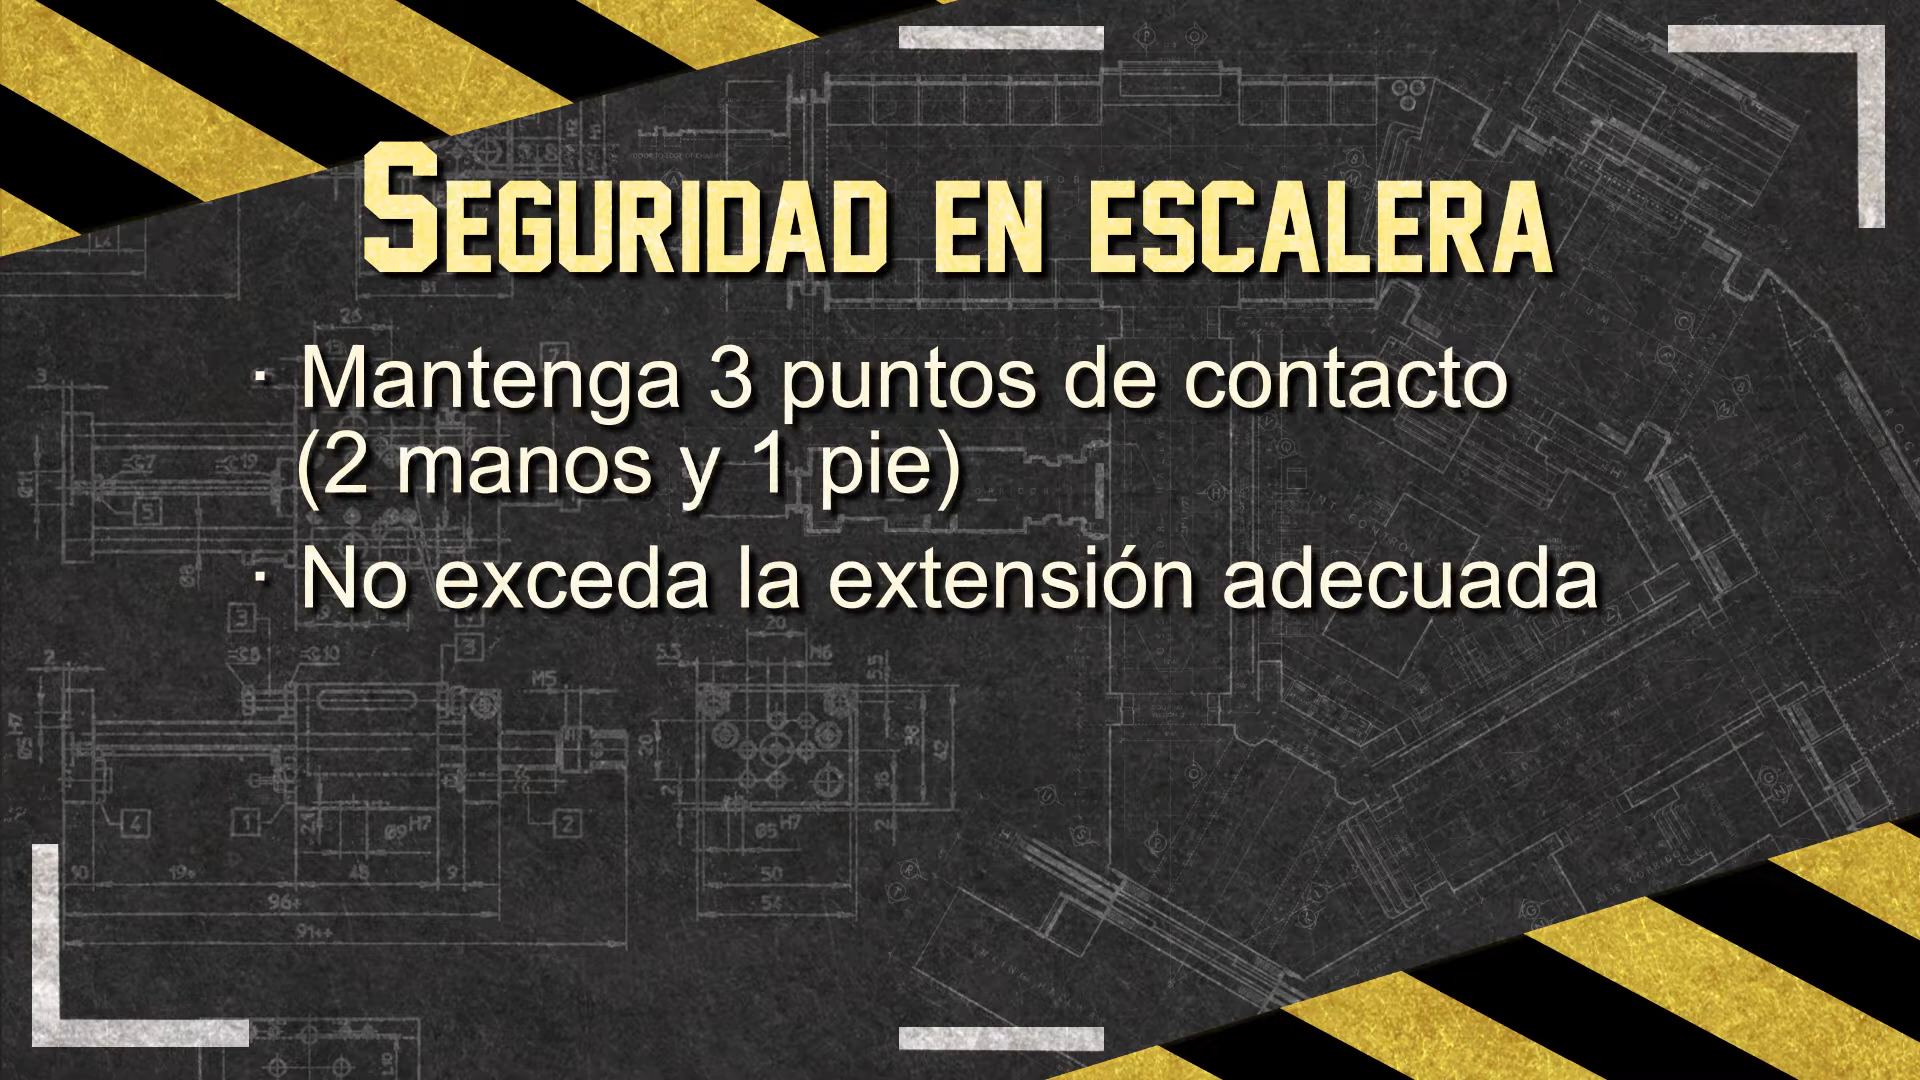 Seguridad en escalera
· Mantenga 3 puntos de contacto
(2 manos y 1 pie)
· No exceda la extensión adecuada